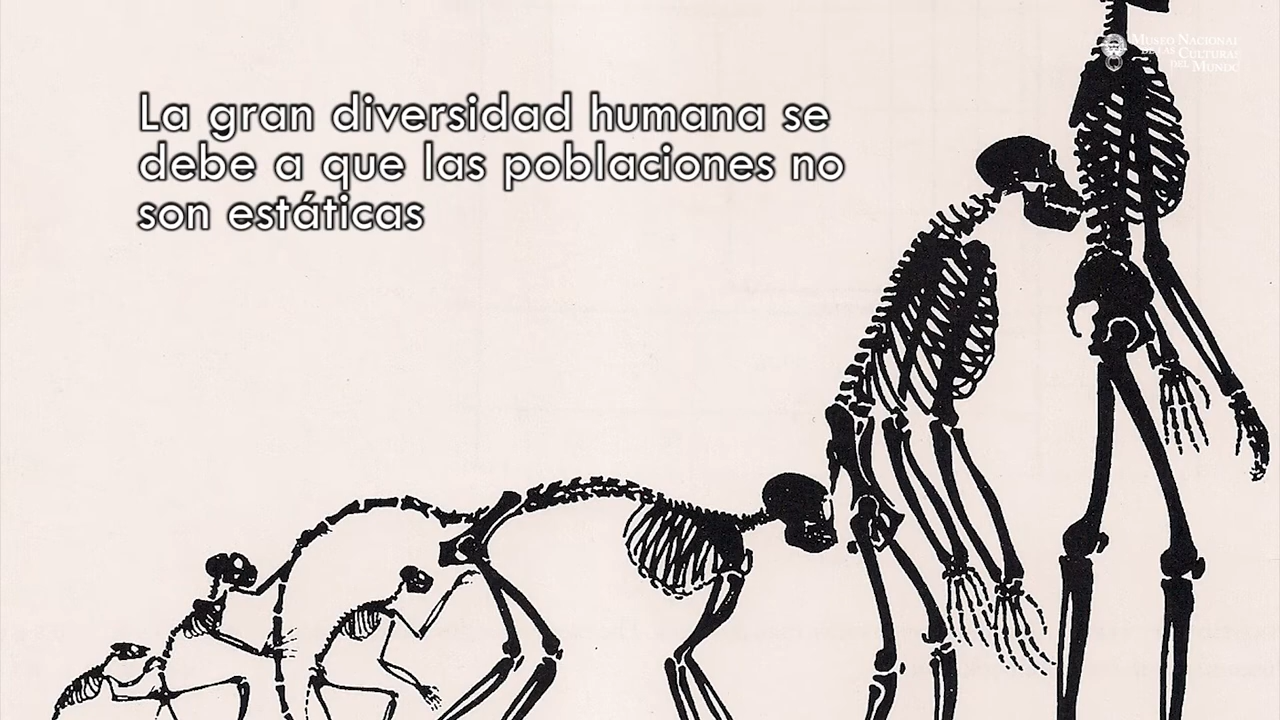 La gran diversidad humana se
debe a que las poblaciones no
son estáticas
Museo Nacional
de las Culturas
del Mundo